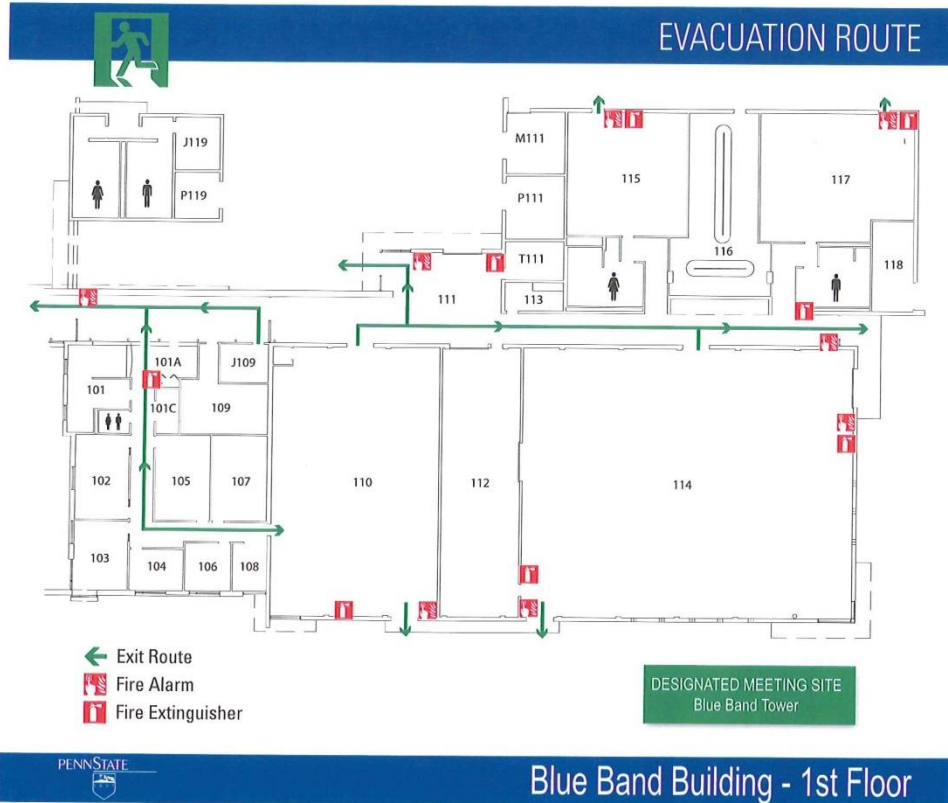 EVACUATION ROUTE
J119
P119
M111
P111
T111
113
115
116
117
118
111
101
101A
101C
J109
109
102
105
107
110
112
114
103
104
106
108
Exit Route
Fire Alarm
Fire Extinguisher
DESIGNATED MEETING SITE
Blue Band Tower
PENNSTATE
Blue Band Building - 1st Floor